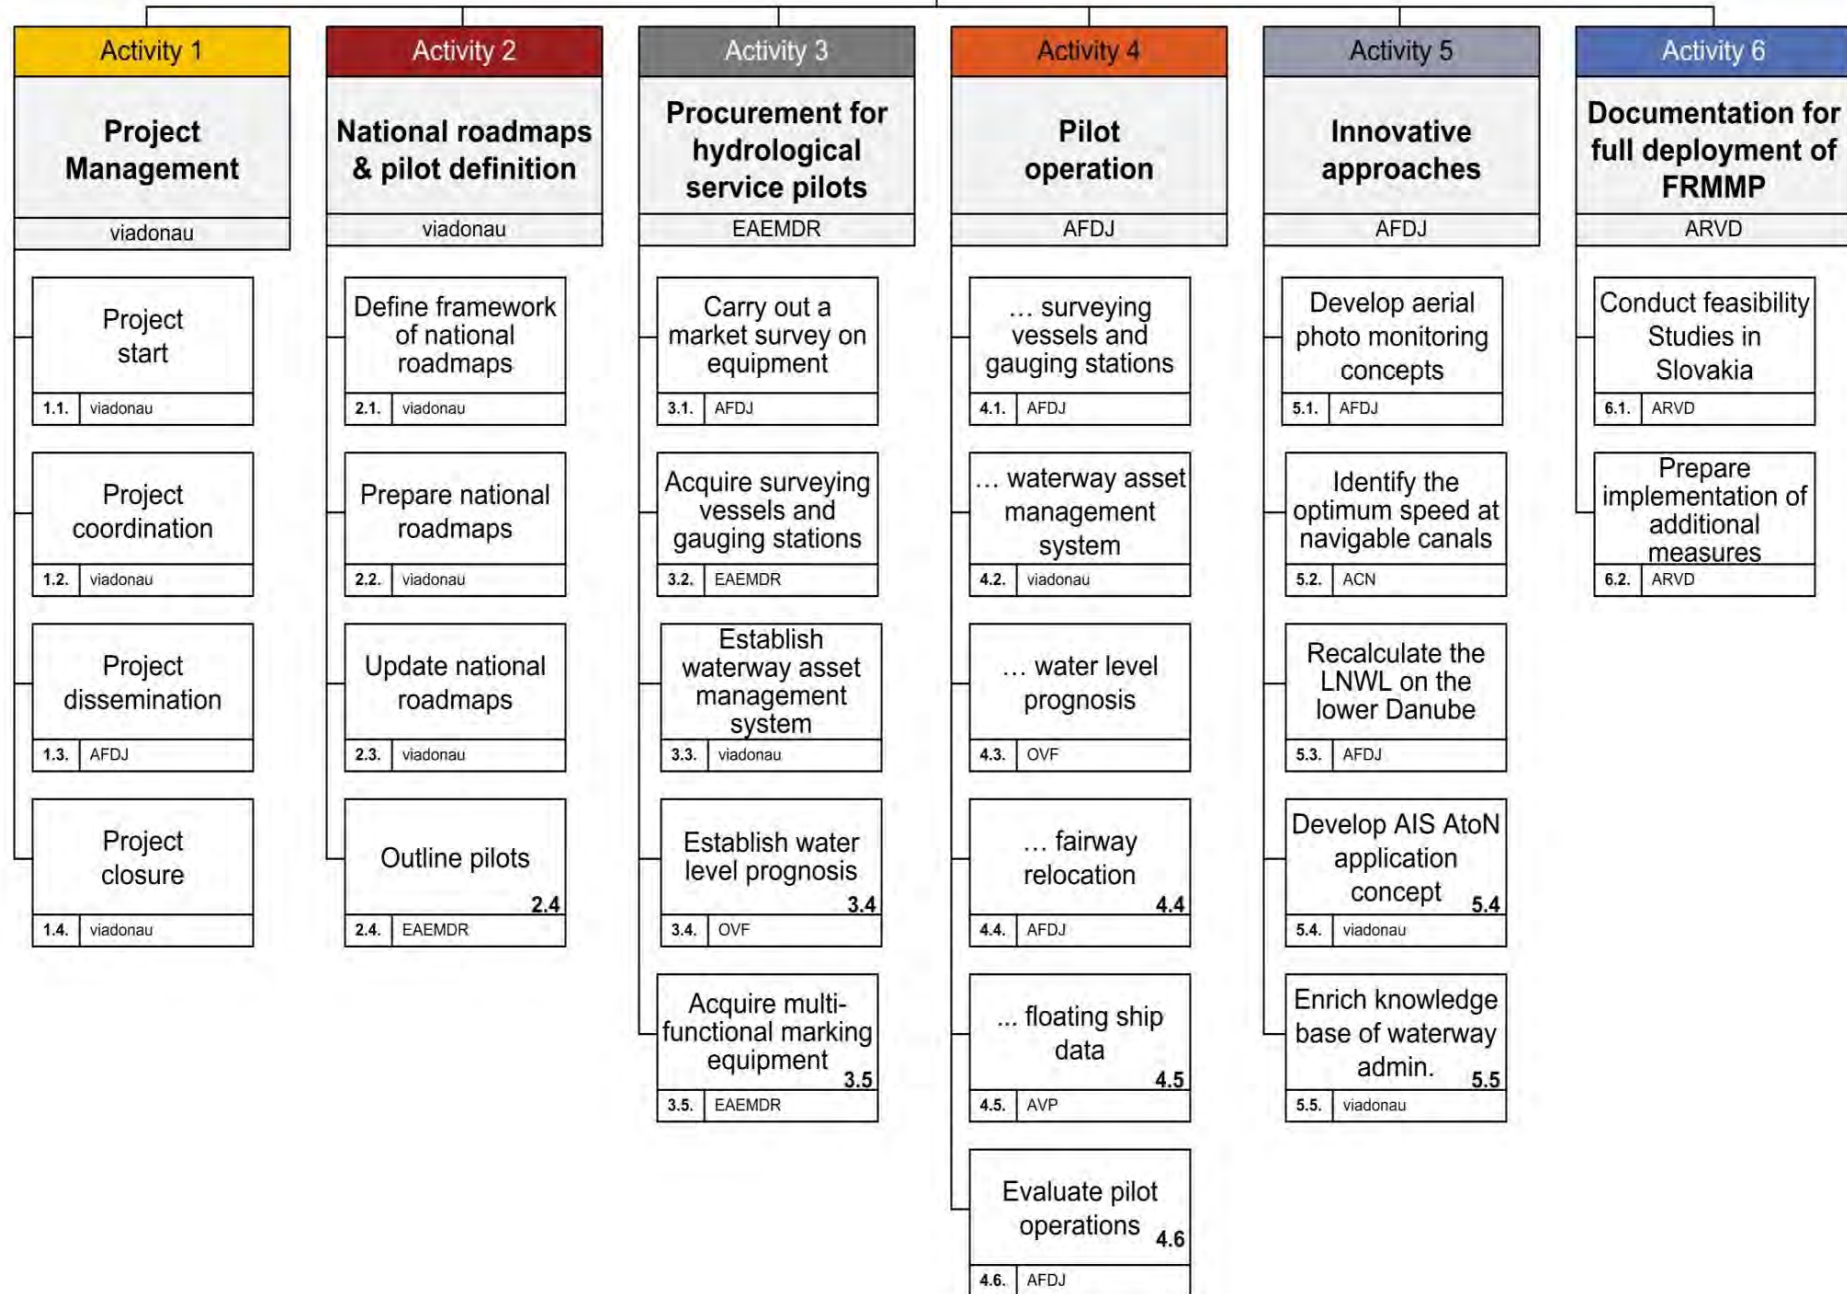 Activity 1
Project
Management
viadonau
Project
start
1.1. viadonau
Project
coordination
1.2. viadonau
Project
dissemination
1.3. AFDJ
Project
closure
1.4. viadonau
Activity 2
National roadmaps
& pilot definition
viadonau
Define framework
of national
roadmaps
2.1. viadonau
Prepare national
roadmaps
2.2. viadonau
Update national
roadmaps
2.3. viadonau
Outline pilots
2.4
2.4. EAEMDR
Activity 3
Procurement for
hydrological
service pilots
EAEMDR
Carry out a
market survey on
equipment
3.1. AFDJ
Acquire surveying
vessels and
gauging stations
3.2. EAEMDR
Establish
waterway asset
management
system
3.3. viadonau
Establish water
level prognosis
3.4
3.4. OVF
Acquire multi-
functional marking
equipment
3.5
3.5. EAEMDR
Activity 4
Pilot
operation
AFDJ
… surveying
vessels and
gauging stations
4.1. AFDJ
… waterway asset
management
system
4.2. viadonau
… water level
prognosis
4.3. OVF
… fairway
relocation
4.4
4.4. AFDJ
... floating ship
data
4.5
4.5. AVP
Evaluate pilot
operations
4.6
4.6. AFDJ
Activity 5
Innovative
approaches
AFDJ
Develop aerial
photo monitoring
concepts
5.1. AFDJ
Identify the
optimum speed at
navigable canals
5.2. ACN
Recalculate the
LNWL on the
lower Danube
5.3. AFDJ
Develop AIS AtoN
application
concept
5.4
5.4. viadonau
Enrich knowledge
base of waterway
admin.
5.5
5.5. viadonau
Activity 6
Documentation for
full deployment of
FRMMP
ARVD
Conduct feasibility
Studies in
Slovakia
6.1. ARVD
Prepare
implementation of
additional
measures
6.2. ARVD